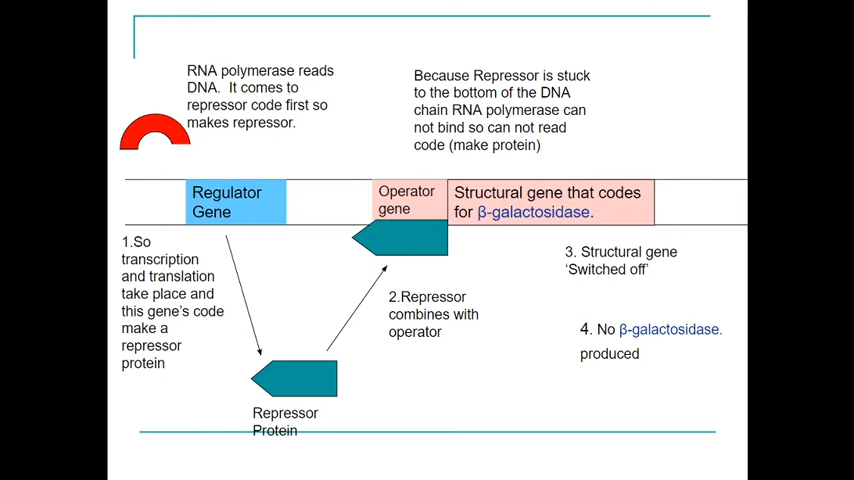 RNA polymerase reads
DNA.  It comes to
repressor code first so
makes repressor.
Because Repressor is stuck
to the bottom of the DNA
chain RNA polymerase can
not bind so can not read
code (make protein)
Regulator
Gene
Operator
gene
Structural gene that codes
for β-galactosidase.
1.So
transcription
and translation
take place and
this gene's code
make a
repressor
protein
2.Repressor
combines with
operator
3. Structural gene
'Switched off'
4. No β-galactosidase.
produced
Repressor
Protein